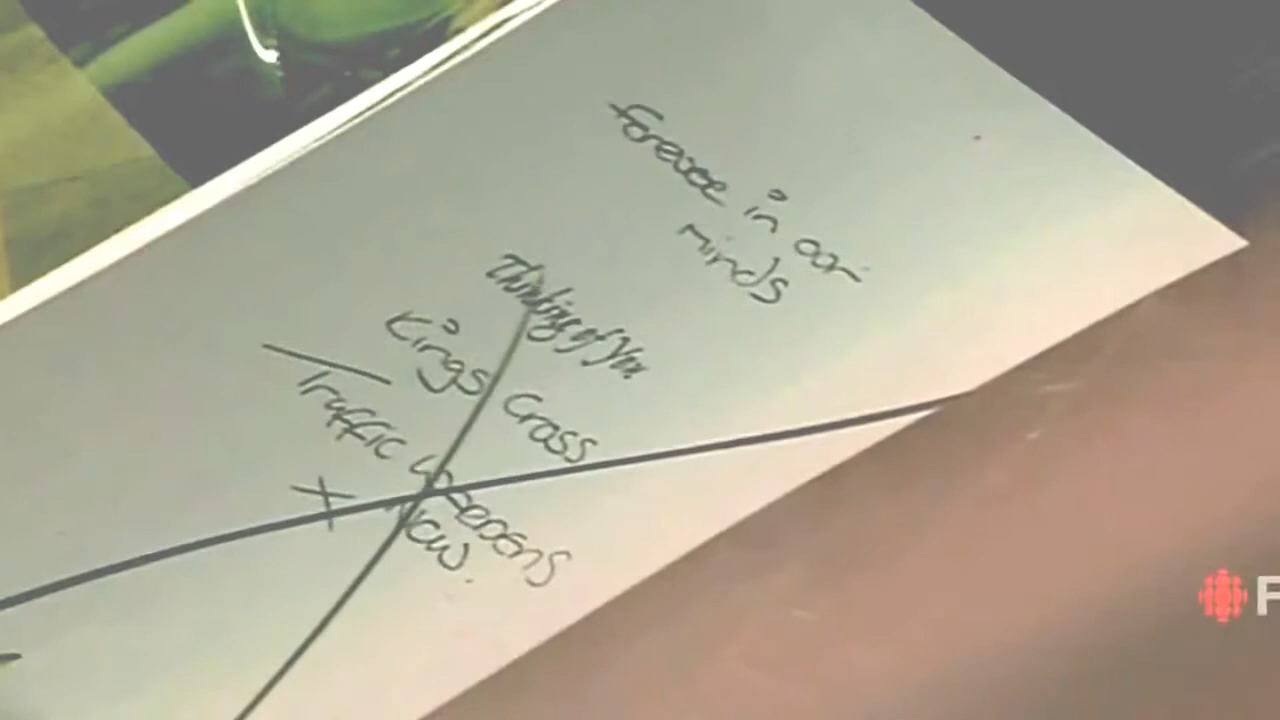 forever in our
minds
Thinking of You
Kings Cross
Traffic Wardens
Now.
X
F